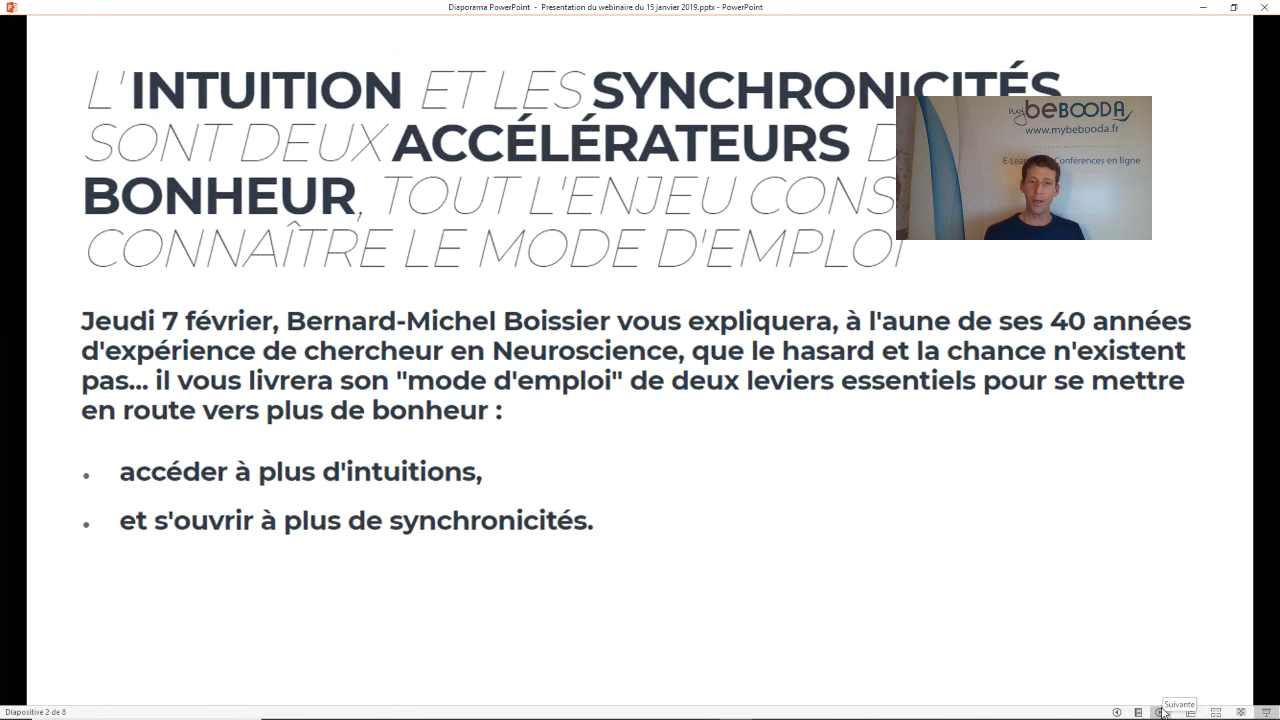 Diaporama PowerPoint - Presentation du webinaire du 15 janvier 2019.pptx - PowerPoint
L'INTUITION ET LES SYNCHRONICITÉS
SONT DEUX ACCÉLÉRATEURS
BONHEUR, TOUT L'ENJEU
CONNAÎTRE LE MODE D'EMPLOI
my beBOODA
www.mybebooda.fr
Conférences en ligne
Jeudi 7 février, Bernard-Michel Boissier vous expliquera, à l'aune de ses 40 années
d'expérience de chercheur en Neuroscience, que le hasard et la chance n'existent
pas... il vous livrera son "mode d'emploi" de deux leviers essentiels pour se mettre
en route vers plus de bonheur :
• accéder à plus d'intuitions,
• et s'ouvrir à plus de synchronicités.
Suivante
Diapositive 2 de 8